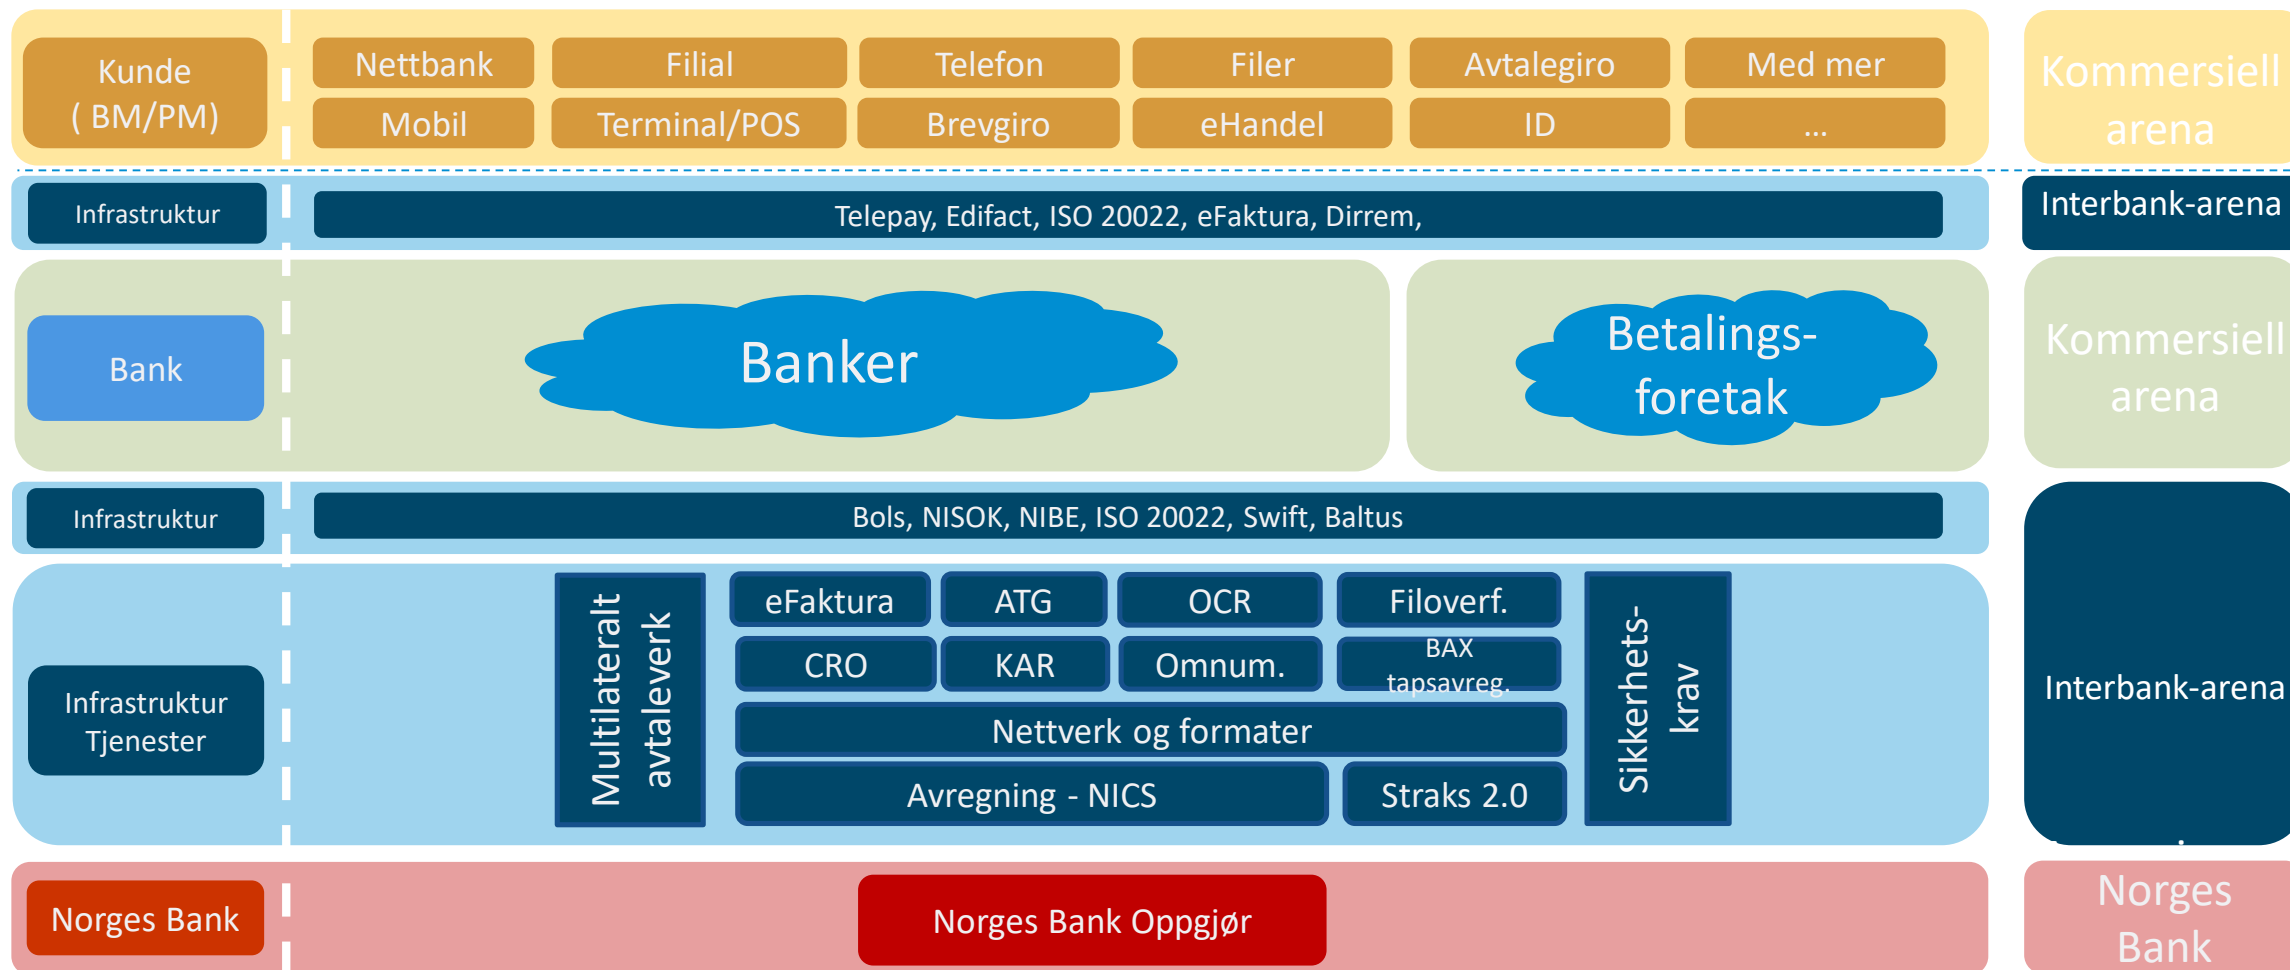 Kunde
( BM/PM)
Nettbank
Filial
Telefon
Filer
Avtalegiro
Med mer
Mobil
Terminal/POS
Brevgiro
eHandel
ID
...
Kommersiell
arena
Infrastruktur
Telepay, Edifact, ISO 20022, eFaktura, Dirrem,
Interbank-arena
Bank
Banker
Betalings-
foretak
Kommersiell
arena
Infrastruktur
Bols, NISOK, NIBE, ISO 20022, Swift, Baltus
Infrastruktur
Tjenester
Multilateralt
avtaleverk
eFaktura
ATG
OCR
Filoverf.
CRO
KAR
Omnum.
BAX
tapsavreg.
Nettverk og formater
Avregning - NICS
Straks 2.0
Sikkerhets-
krav
Interbank-arena
Norges Bank
Norges Bank Oppgjør
Norges
Bank